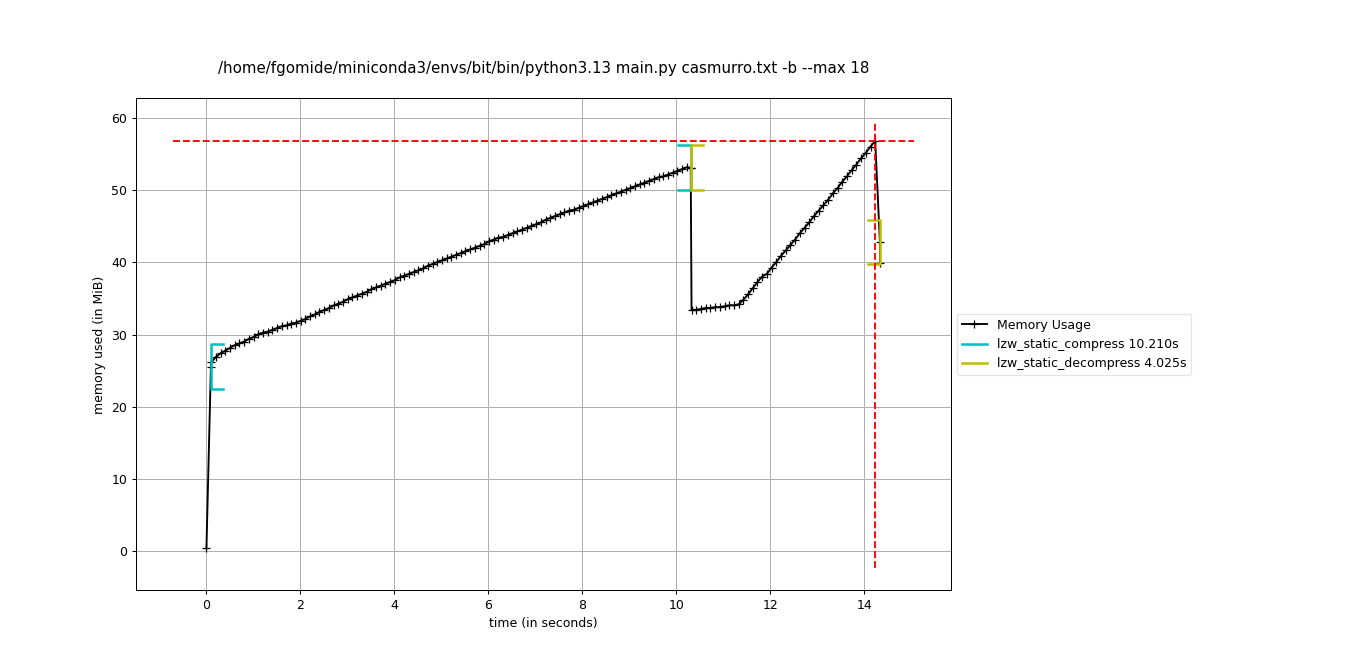 /home/fgomide/miniconda3/envs/bit/bin/python3.13 main.py casmurro.txt -b --max 18
60
50
40
30
20
10
0
memory used (in MiB)
0 2 4 6 8 10 12 14
time (in seconds)
Memory Usage
lzw_static_compress 10.210s
lzw_static_decompress 4.025s